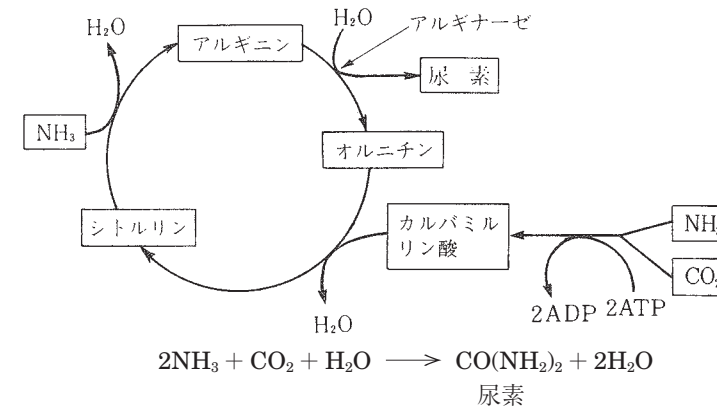 H₂O
アルギニン
H₂O
アルギナーゼ
尿 素
NH₃
オルニチン
シトルリン
カルバミル
リン酸
NH
CO₂
H₂O
2ADP 2ATP
2NH₃ + CO₂ + H₂O ⟶ CO(NH₂)₂ + 2H₂O
尿素